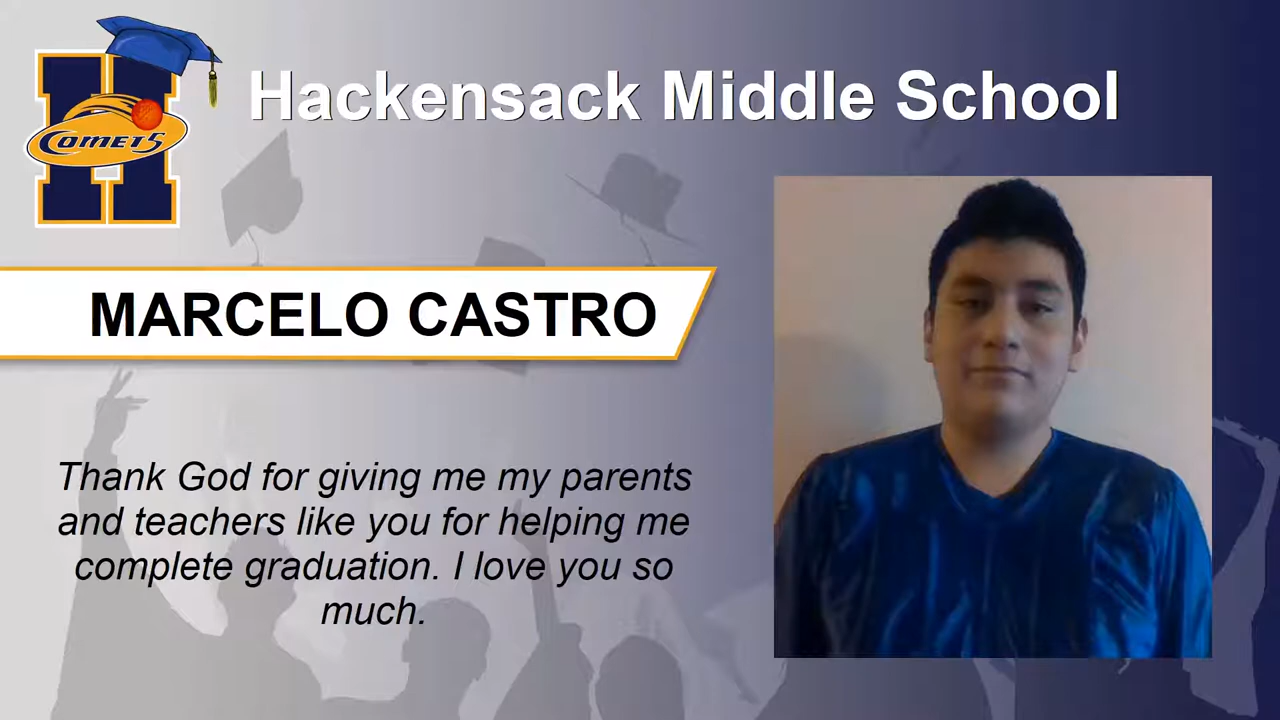 COMETS
Hackensack Middle School
MARCELO CASTRO
Thank God for giving me my parents
and teachers like you for helping me
complete graduation. I love you so
much.